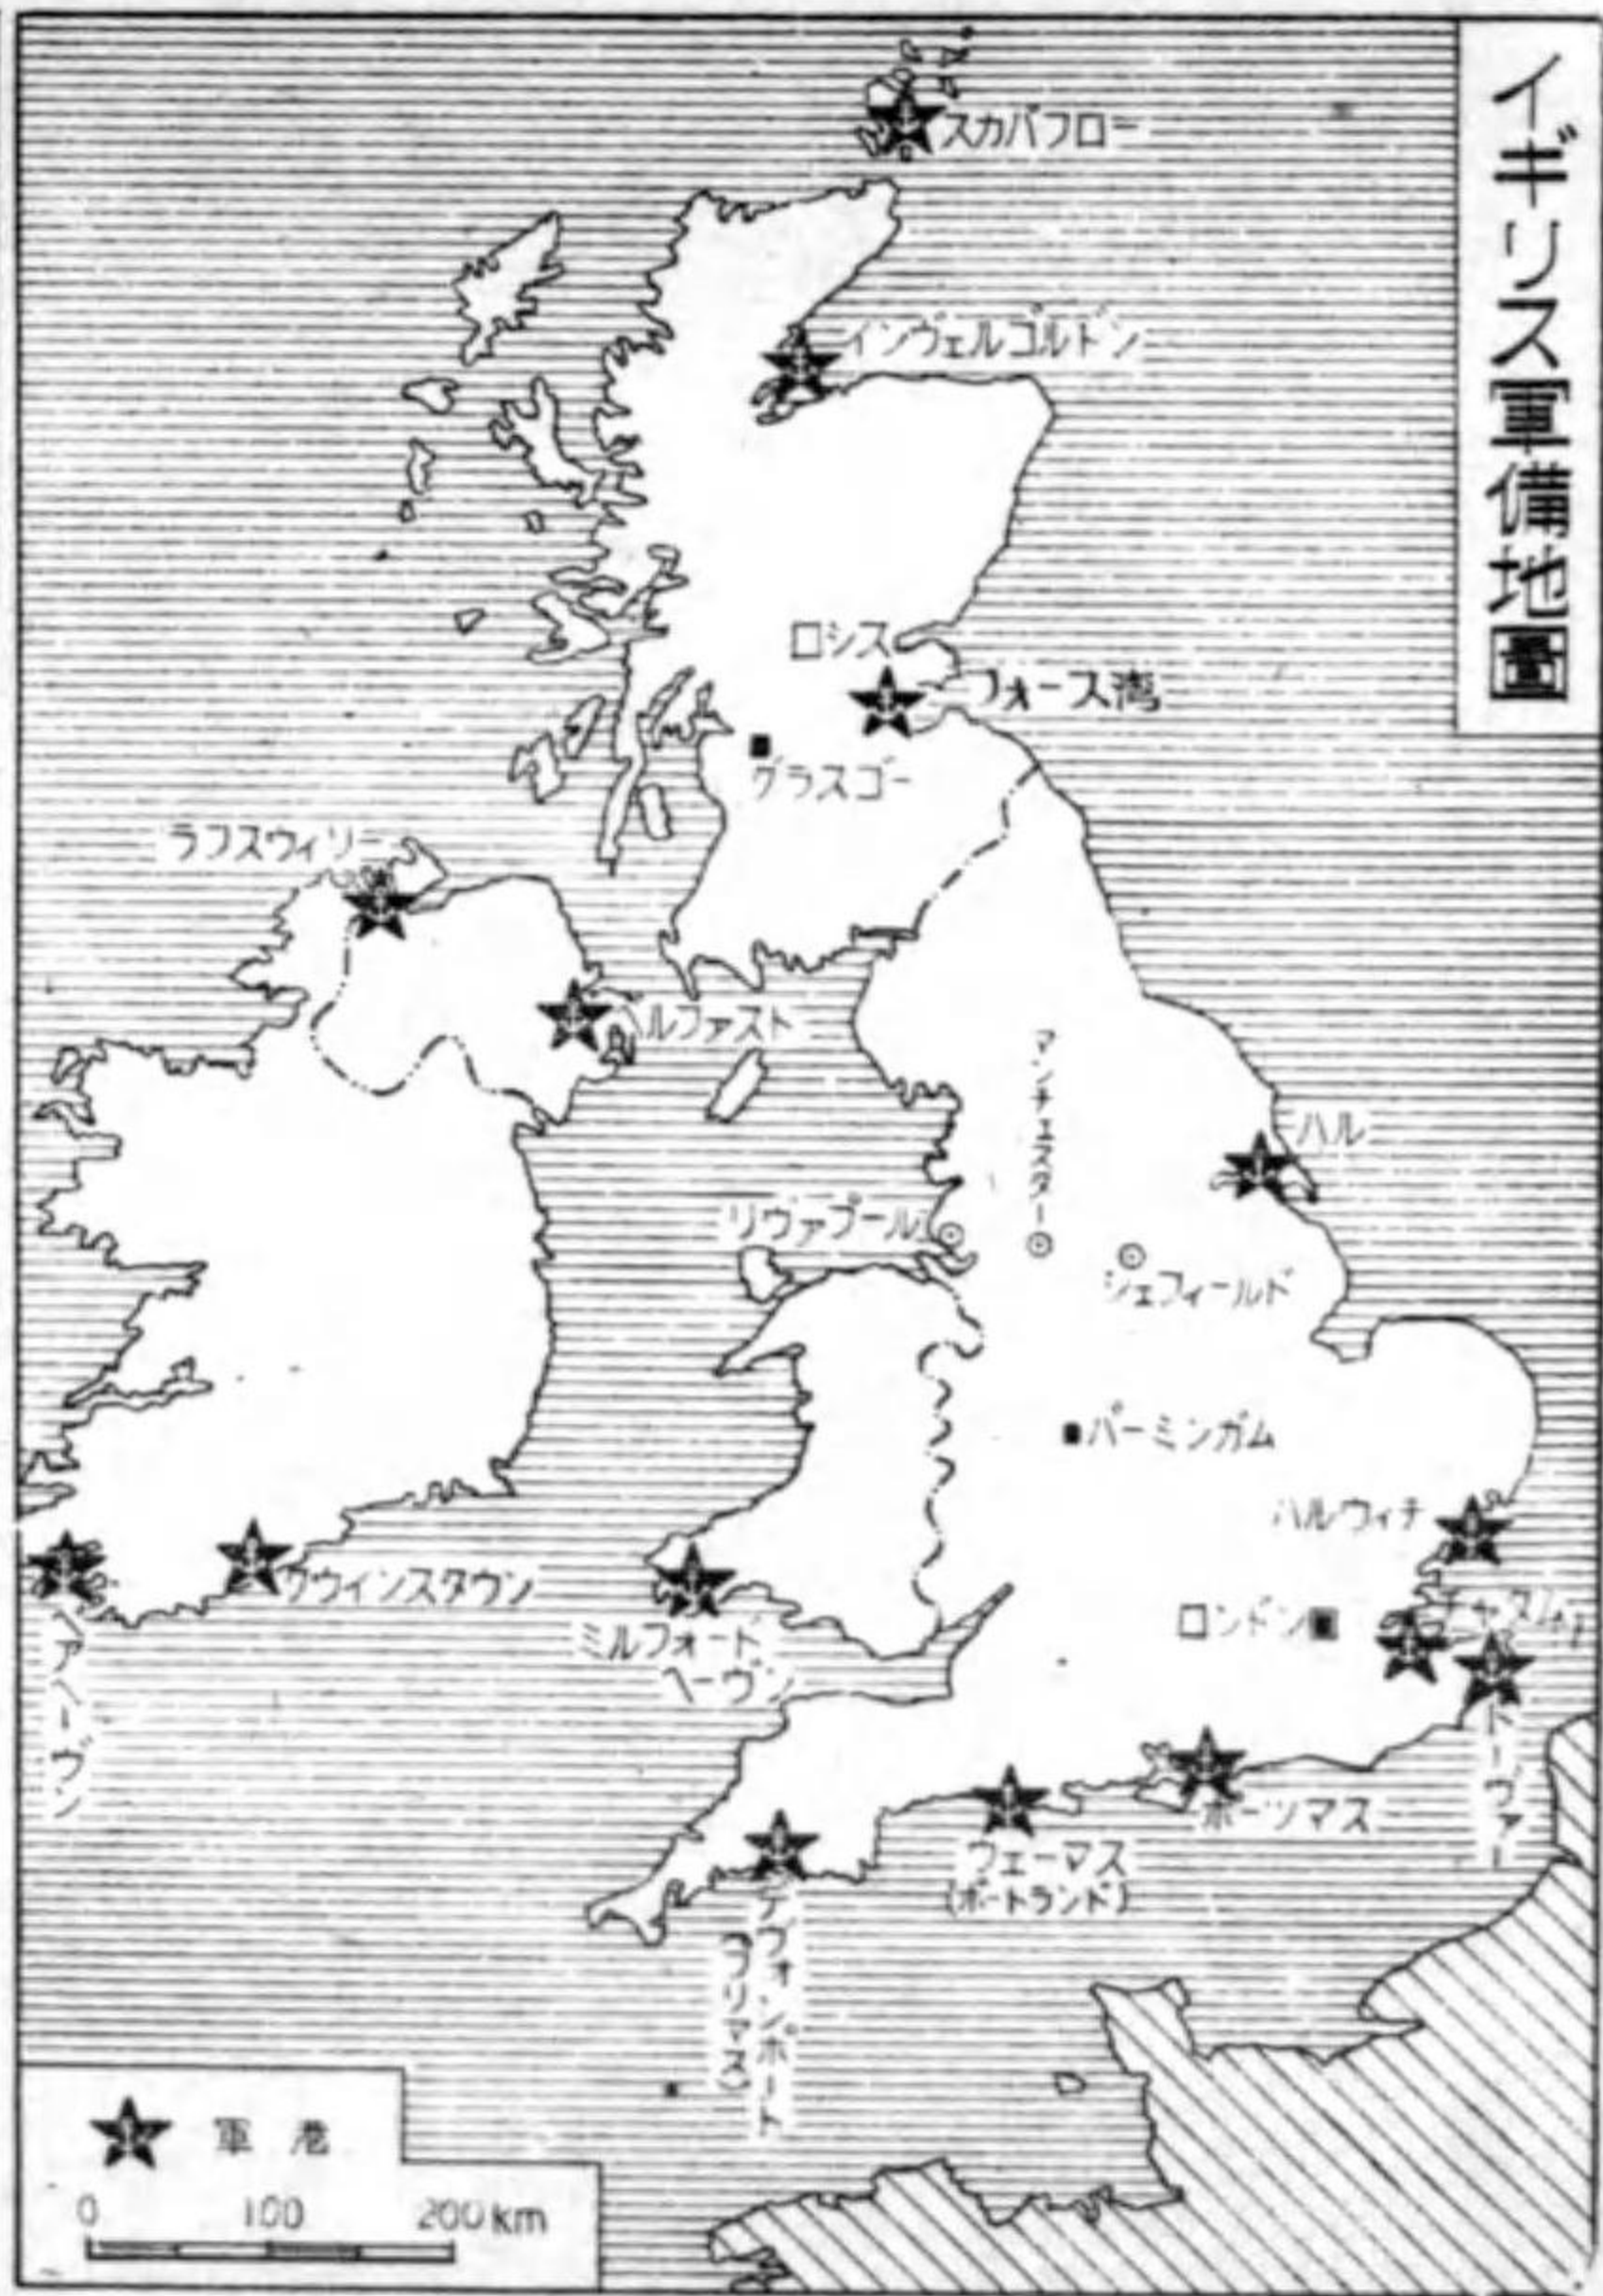 イギリス軍備地圖
スカパフロー
インヴェルゴルドン
ロシス
フォース湾
グラスゴー
ラフスウィリー
ベルファスト
マンチェスター
ハル
リヴァプール
シェフィールド
バーミンガム
ハルウィチ
クウィンスタウン
ミルフォード
ヘーヴン
ロンドン
チャタム
ベアハーヴン
ドーヴァー
ポーツマス
ウェーマス
(ポートランド)
デヴォンポート
(プリマス)
軍港
0 100 200km